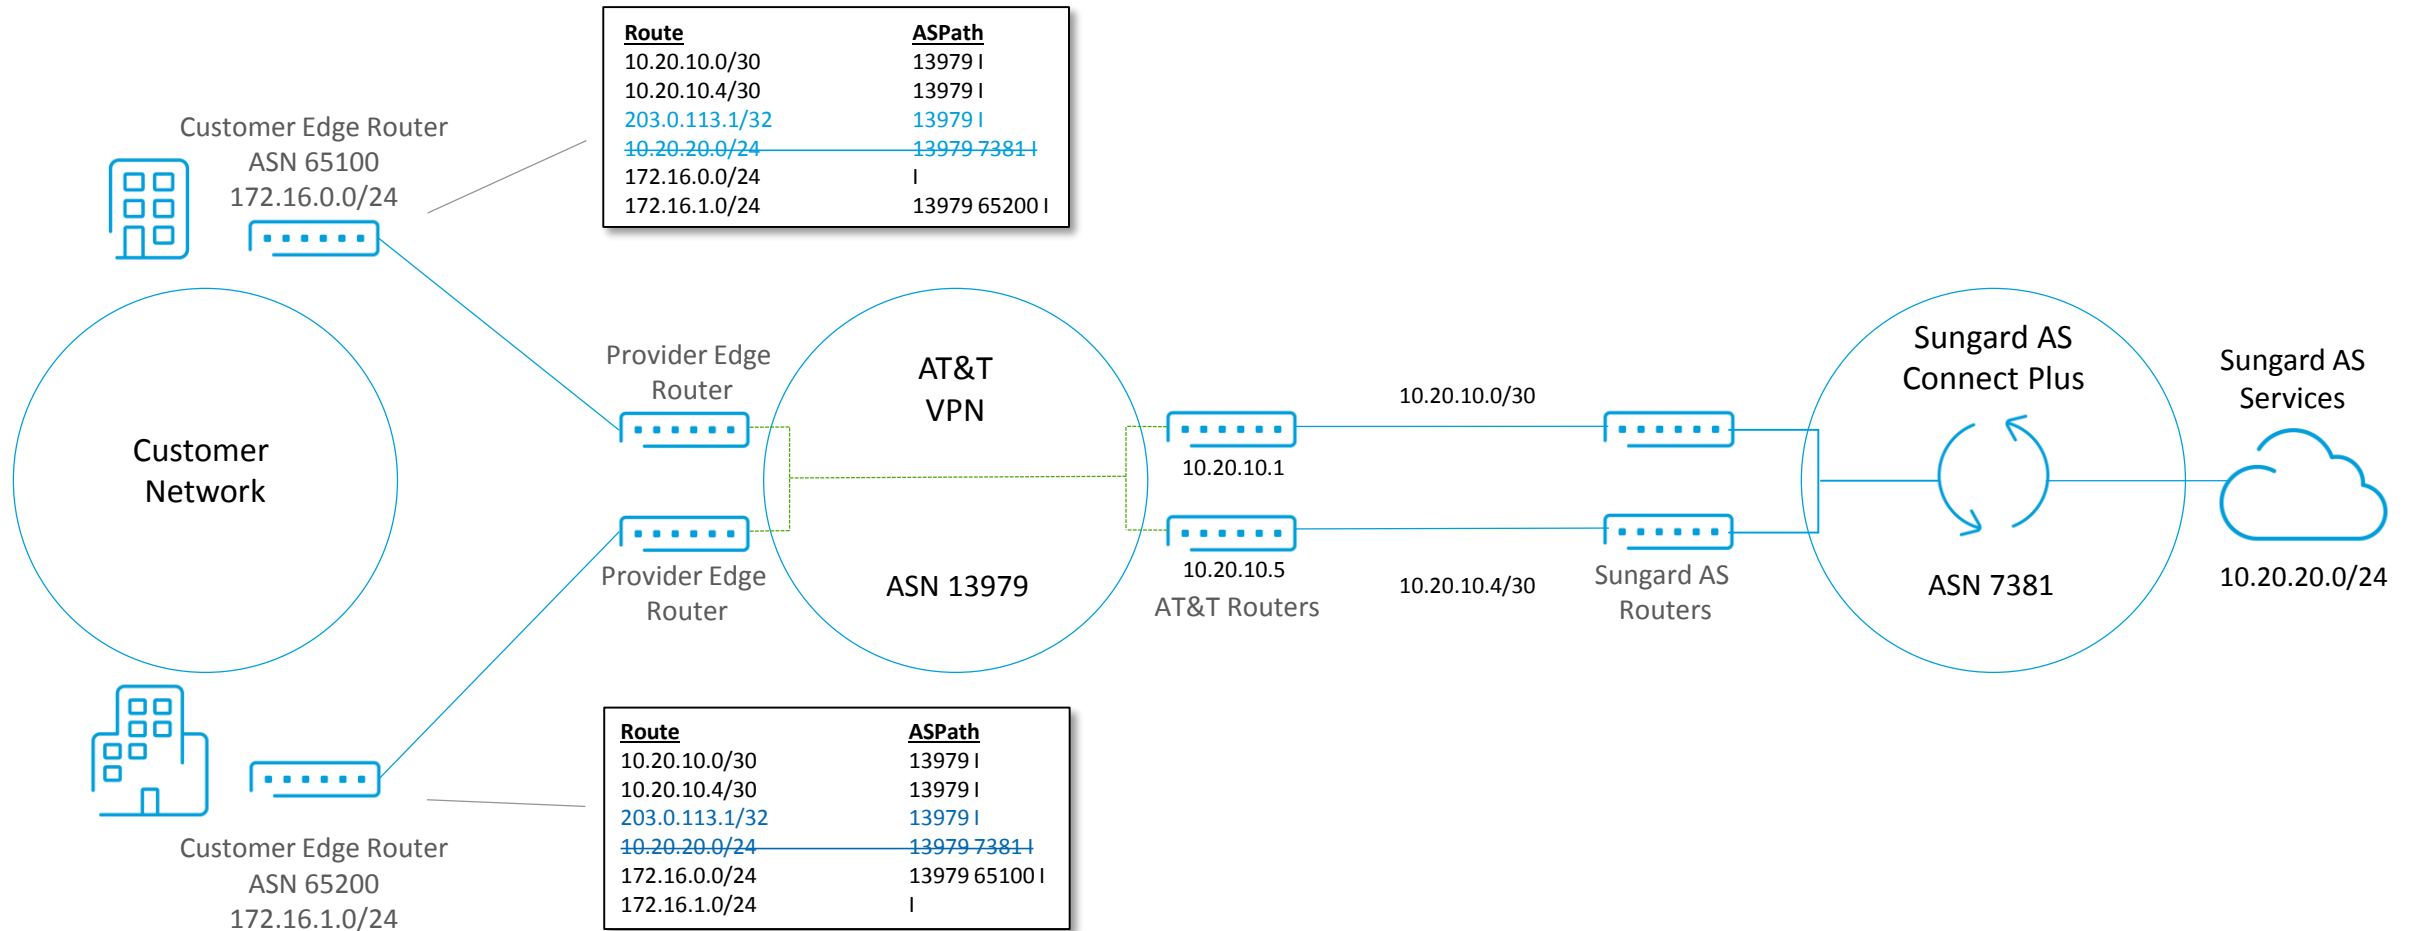 Route ASPath
10.20.10.0/30 13979 I
10.20.10.4/30 13979 I
203.0.113.1/32 13979 I
10.20.20.0/24 13979 7381 I
172.16.0.0/24 I
172.16.1.0/24 13979 65200 I
Customer Edge Router
ASN 65100
172.16.0.0/24
Customer
Network
Provider Edge
Router
AT&T
VPN
10.20.10.0/30
Sungard AS
Connect Plus
Sungard AS
Services
10.20.10.1
Provider Edge
Router
ASN 13979
10.20.10.5
AT&T Routers
10.20.10.4/30
Sungard AS
Routers
ASN 7381
10.20.20.0/24
Route ASPath
10.20.10.0/30 13979 I
10.20.10.4/30 13979 I
203.0.113.1/32 13979 I
10.20.20.0/24 13979 7381 I
172.16.0.0/24 13979 65100 I
172.16.1.0/24 I
Customer Edge Router
ASN 65200
172.16.1.0/24